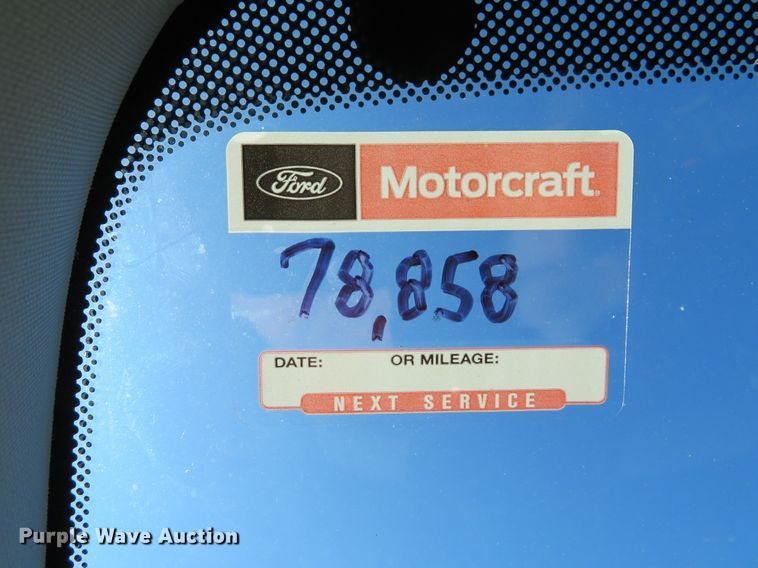 Ford Motorcraft
78,858
DATE: OR MILEAGE:
NEXT SERVICE
Purple Wave Auction